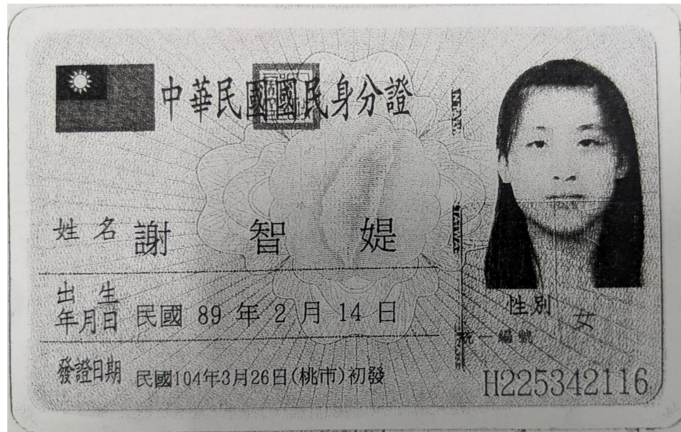 中華民國國民身分證
姓名 謝智媞
出生年月日 民國 89 年 2 月 14 日
性別 女
統一編號
發證日期 民國104年3月26日(桃市)初發
H225342116